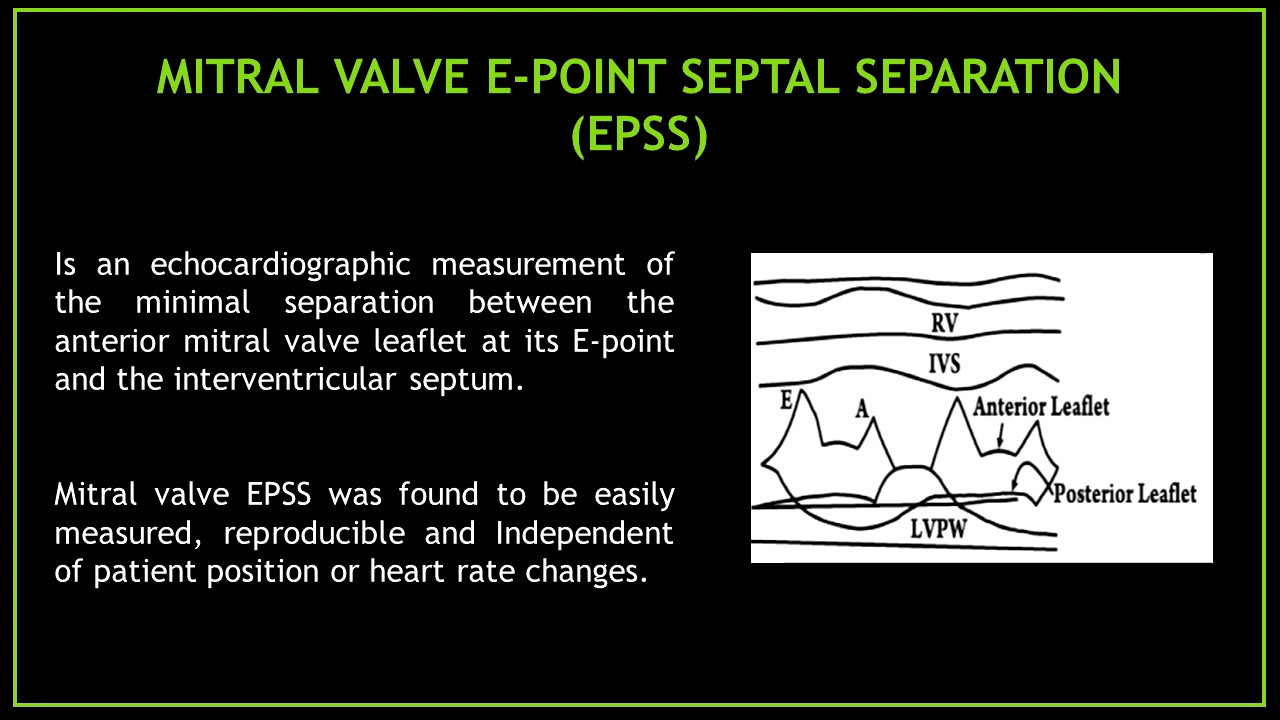 MITRAL VALVE E-POINT SEPTAL SEPARATION
(EPSS)
Is an echocardiographic measurement of
the minimal separation between the
anterior mitral valve leaflet at its E-point
and the interventricular septum.
Mitral valve EPSS was found to be easily
measured, reproducible and Independent
of patient position or heart rate changes.
RV
IVS
E
A
Anterior Leaflet
Posterior Leaflet
LVPW